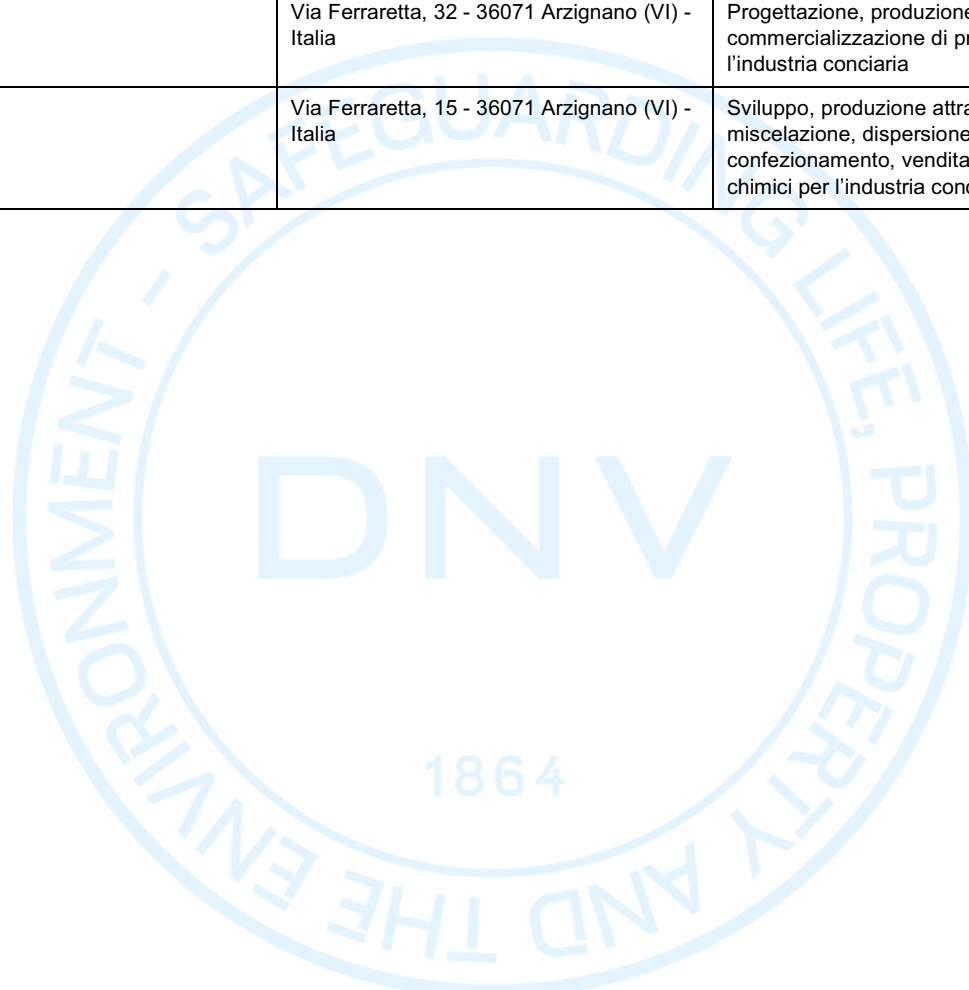 Via Ferraretta, 32 - 36071 Arzignano (VI) -
Italia
Progettazione, produzione
commercializzazione di
l'industria conciaria
Via Ferraretta, 15 - 36071 Arzignano (VI) -
Italia
Sviluppo, produzione
miscelazione, dispersione
confezionamento, vendita
chimici per l'industria
SAFEGUARDING LIFE, PROPERTY AND THE ENVIRONMENT -
DNV
1864